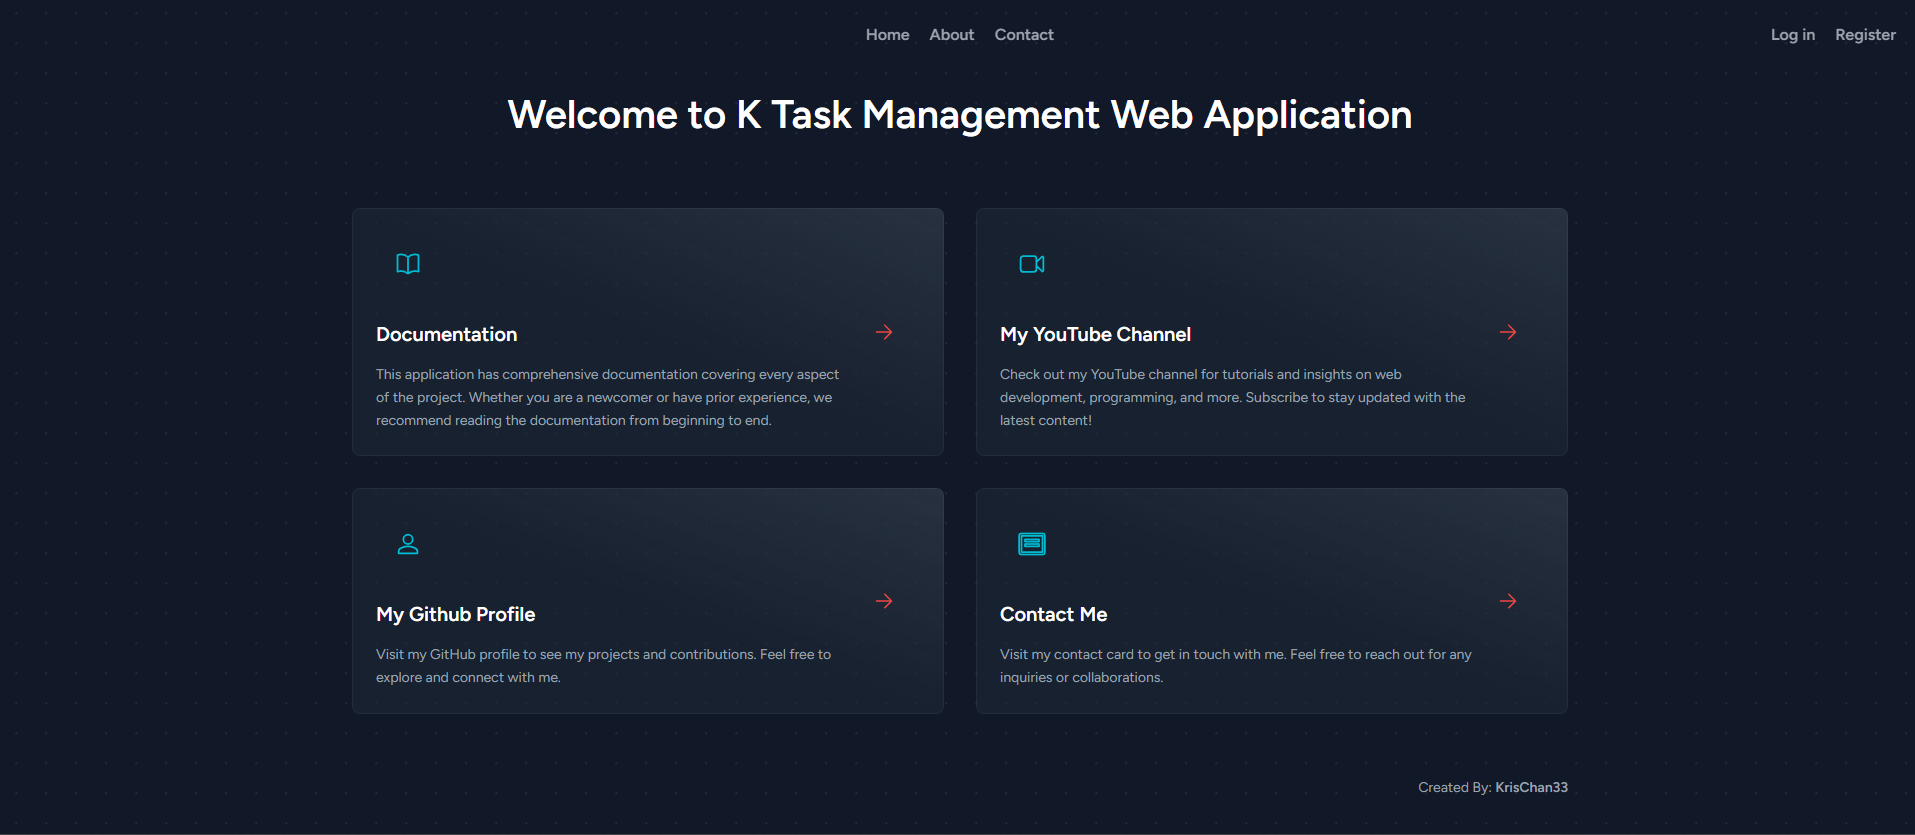 Home About Contact
Log in Register
Welcome to K Task Management Web Application
Documentation
This application has comprehensive documentation covering every aspect
of the project. Whether you are a newcomer or have prior experience, we
recommend reading the documentation from beginning to end.
My YouTube Channel
Check out my YouTube channel for tutorials and insights on web
development, programming, and more. Subscribe to stay updated with the
latest content!
My Github Profile
Visit my GitHub profile to see my projects and contributions. Feel free to
explore and connect with me.
Contact Me
Visit my contact card to get in touch with me. Feel free to reach out for any
inquiries or collaborations.
Created By: KrisChan33